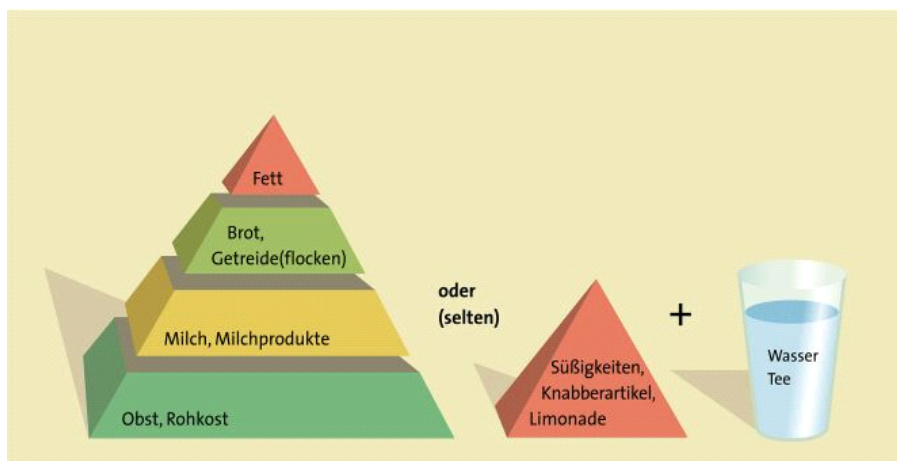 Fett
Brot,
Getreide(flocken)
Milch, Milchprodukte
Obst, Rohkost
oder
(selten)
Süßigkeiten,
Knabberartikel,
Limonade
+
Wasser
Tee